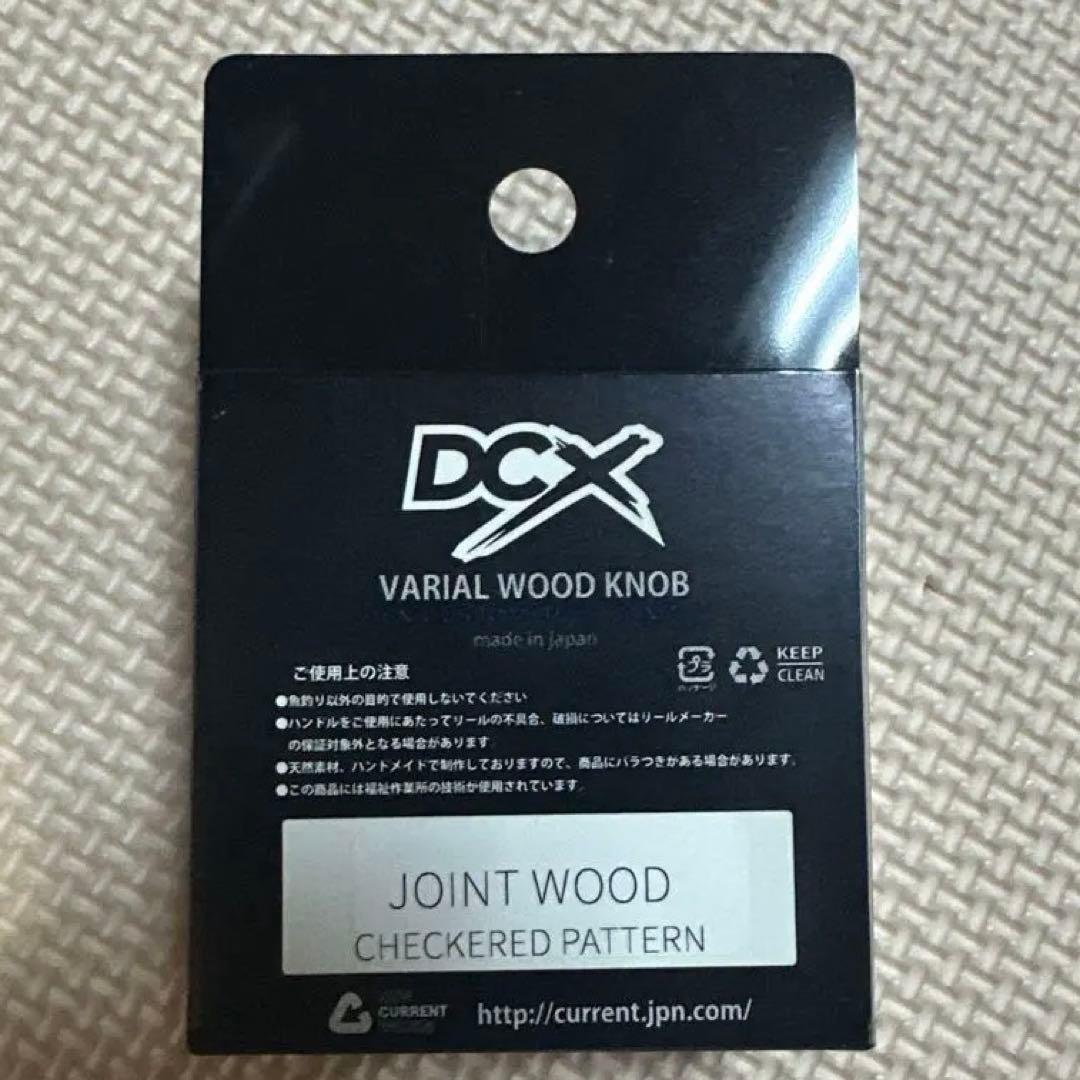 DCX
VARIAL WOOD KNOB
made in japan
プラ
KEEP
CLEAN
ご使用上の注意
●魚釣り以外の目的で使用しないでください
●ハンドルをご使用にあたってリールの不具合、破損についてはリールメーカー
の保証対象外となる場合があります
●天然素材、ハンドメイドで制作しておりますので、商品にバラつきがある場合があります。
●この商品には福祉作業所の技術が使用されています
JOINT WOOD
CHECKERED PATTERN
CURRENT
http://current.jpn.com/